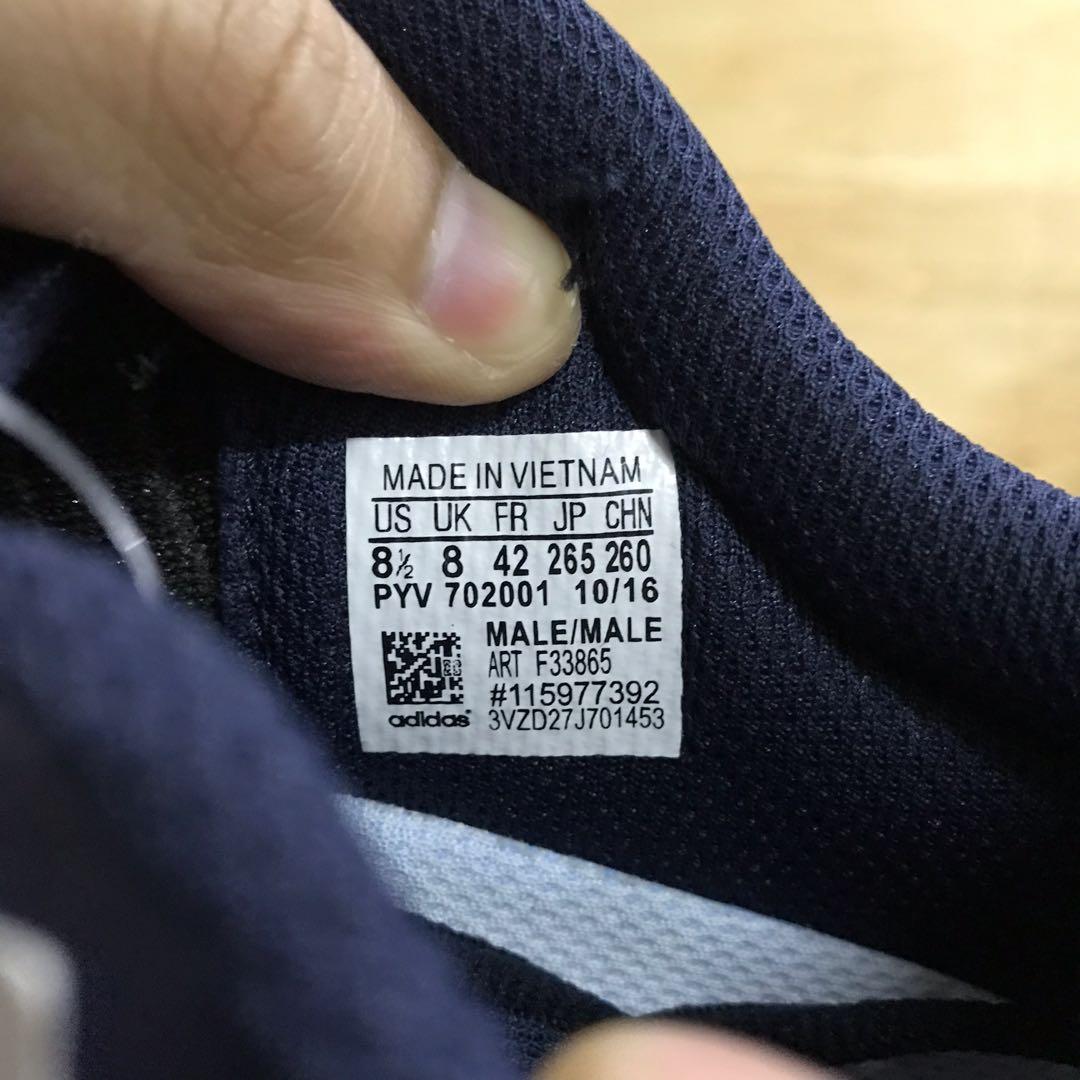 MADE IN VIETNAM
US UK FR JP CHN
8½ 8 42 265 260
PYV 702001 10/16
MALE/MALE
ART F33865
#115977392
adidas 3VZD27J701453